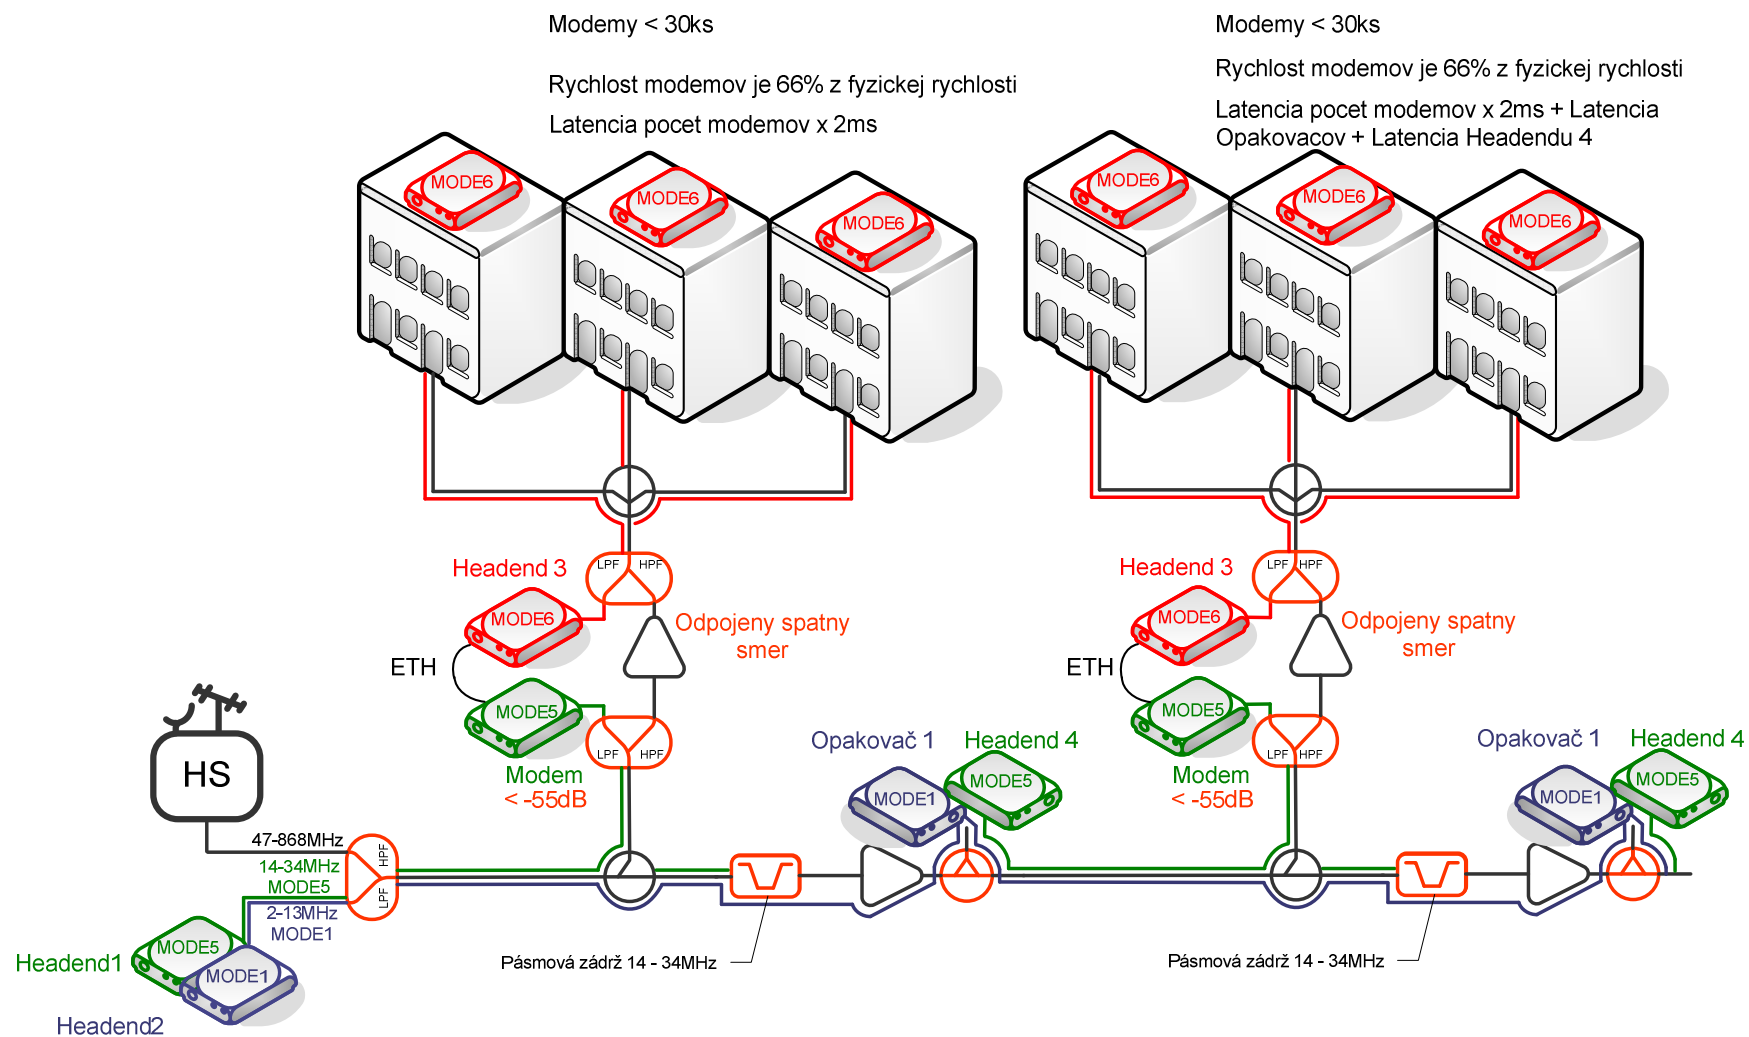 Modemy < 30ks
Rychlost modemov je 66% z fyzickej rychlosti
Latencia pocet modemov x 2ms
Modemy < 30ks
Rychlost modemov je 66% z fyzickej rychlosti
Latencia pocet modemov x 2ms + Latencia
Opakovacov + Latencia Headendu 4
MODE6
MODE6
MODE6
MODE6
MODE6
MODE6
LPF
HPF
Headend 3
MODE6
Odpojeny spatny
smer
ETH
MODE5
LPF
HPF
Modem
< -55dB
LPF
HPF
Headend 3
MODE6
Odpojeny spatny
smer
ETH
MODE5
LPF
HPF
Modem
< -55dB
Opakovač 1
Headend 4
MODE1
MODE5
Opakovač 1
Headend 4
MODE1
MODE5
HS
47-868MHz
14-34MHz
MODE5
2-13MHz
MODE1
HPF
LPF
MODE5
Headend1
MODE1
Headend2
Pásmová zádrž 14 - 34MHz
Pásmová zádrž 14 - 34MHz